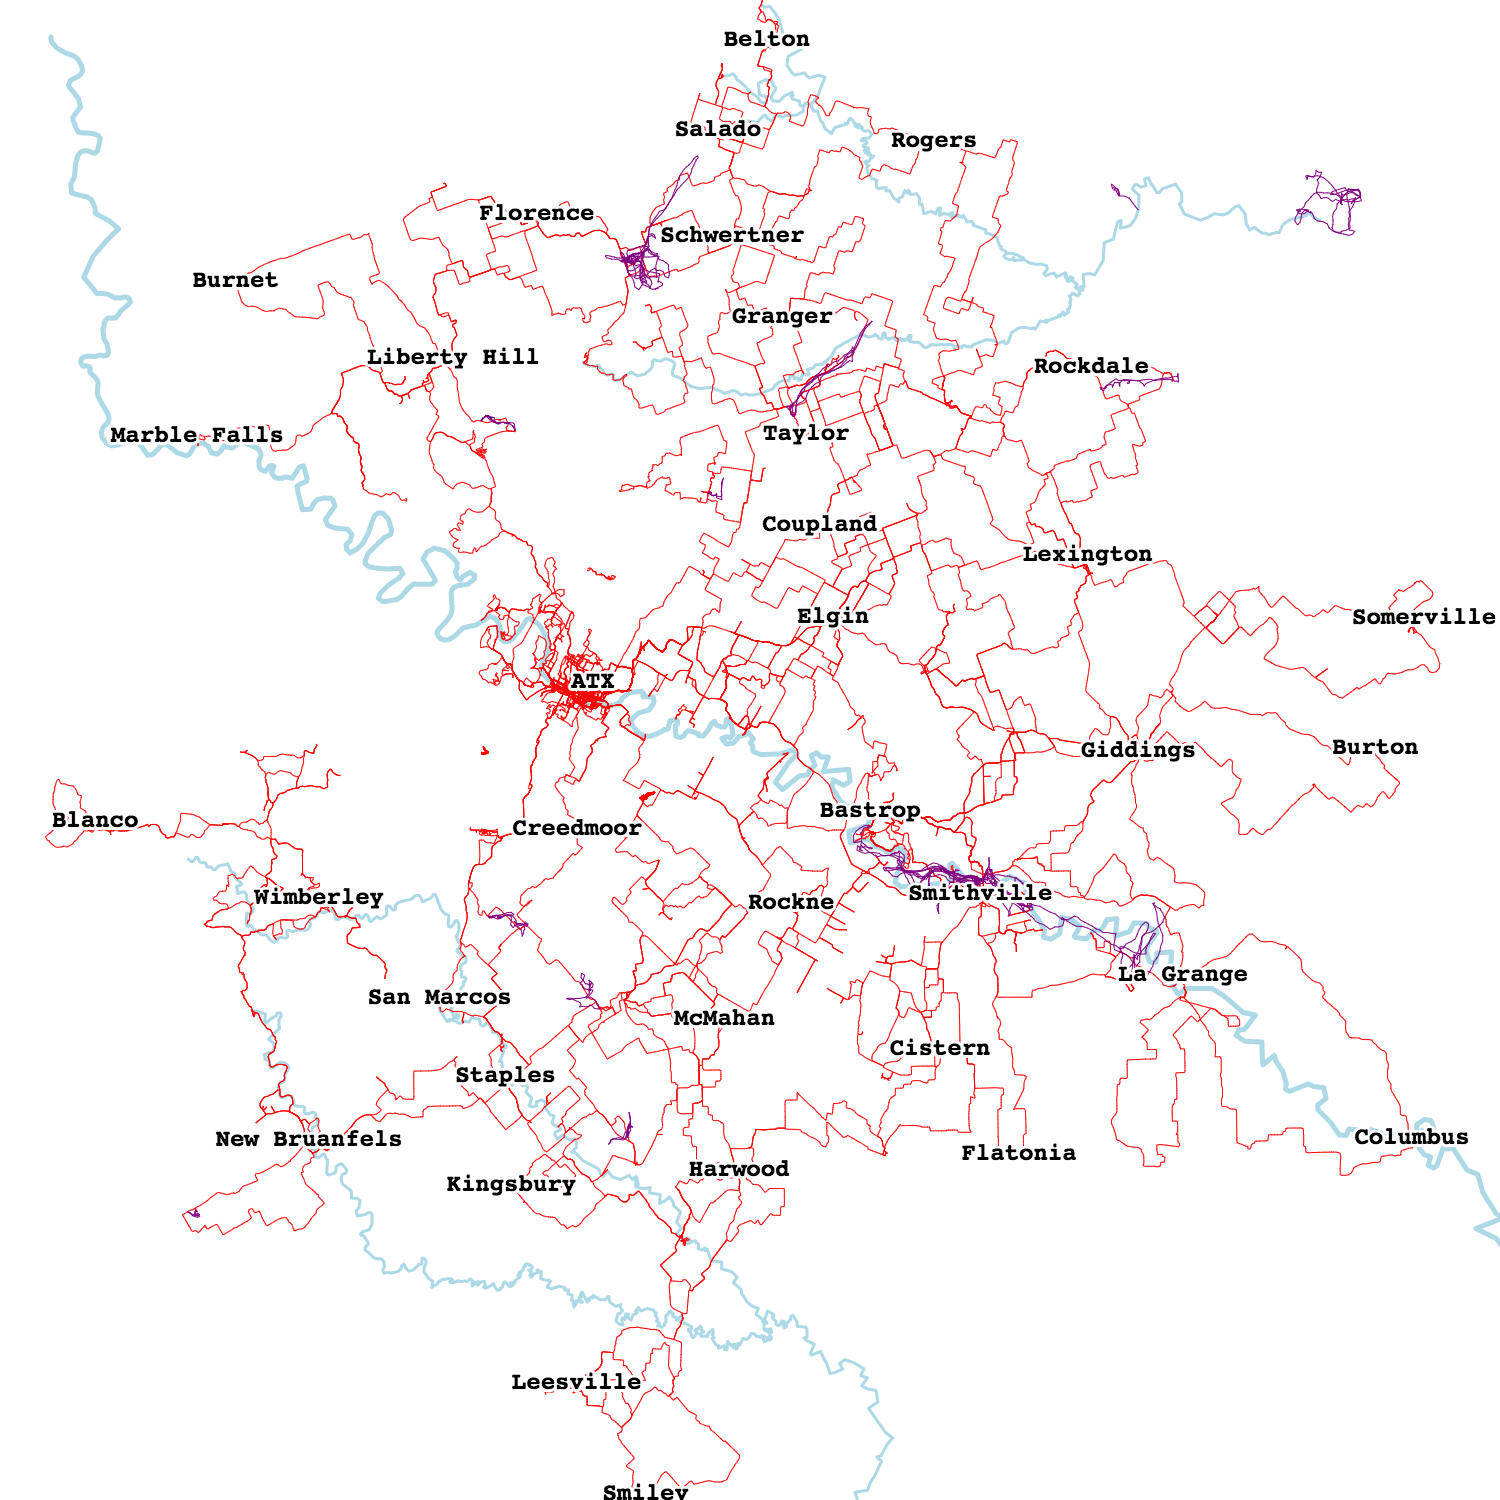 Belton
Salado
Rogers
Florence
Schwertner
Burnet
Granger
Liberty Hill
Rockdale
Marble Falls
Taylor
Coupland
Lexington
Elgin
Somerville
ATX
Giddings
Burton
Bastrop
Blanco
Creedmoor
Smithville
Wimberley
Rockne
La Grange
San Marcos
McMahan
Cistern
Staples
New Bruanfels
Columbus
Flatonia
Harwood
Kingsbury
Leesville
Smiley